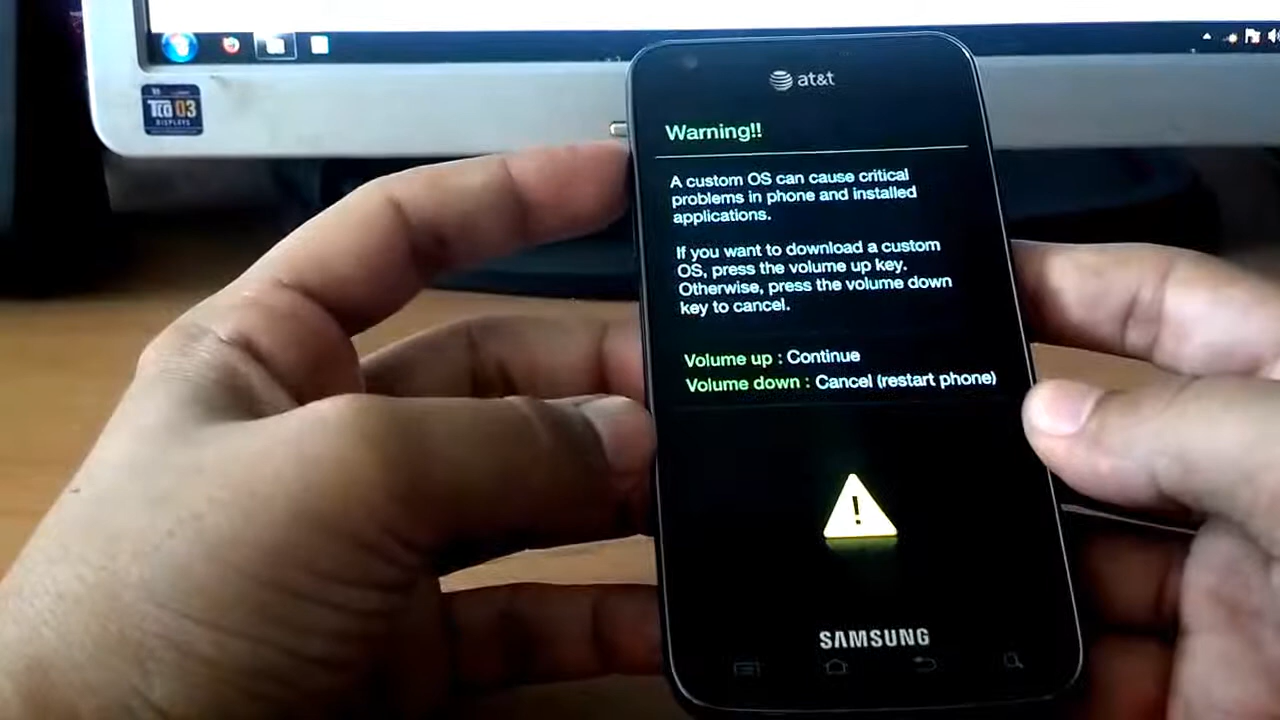 TCO 03
DISPLAYS
at&t
Warning!!
A custom OS can cause critical
problems in phone and installed
applications.
If you want to download a custom
OS, press the volume up key.
Otherwise, press the volume down
key to cancel.
Volume up : Continue
Volume down : Cancel (restart phone)
!
SAMSUNG